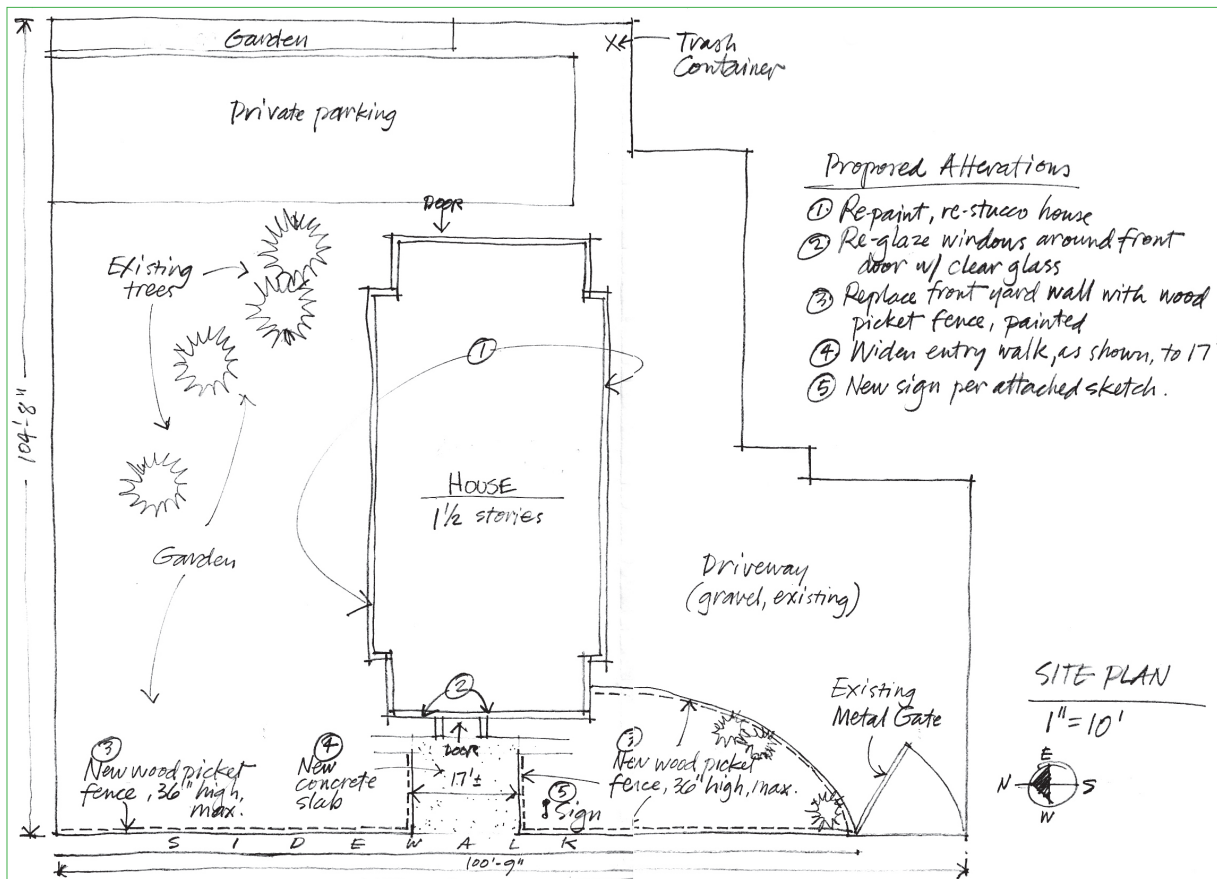 Garden
X ← Trash
Container
Private parking
Proposed Alterations
① Re-paint, re-stucco house
② Re-glaze windows around front
door w/ clear glass
③ Replace front yard wall with wood
picket fence, painted
④ Widen entry walk, as shown, to 17'
⑤ New sign per attached sketch.
DOOR
Existing
trees
①
104'-8"
HOUSE
1 1/2 stories
Garden
Driveway
(gravel, existing)
SITE PLAN
1" = 10'
E
N
S
W
Existing
Metal Gate
②
DOOR
③
New wood picket
fence, 36" high,
max.
④
New
concrete
slab
17'±
⑤
Sign
New wood picket
fence, 36" high, max.
SIDEWALK
100'-9"